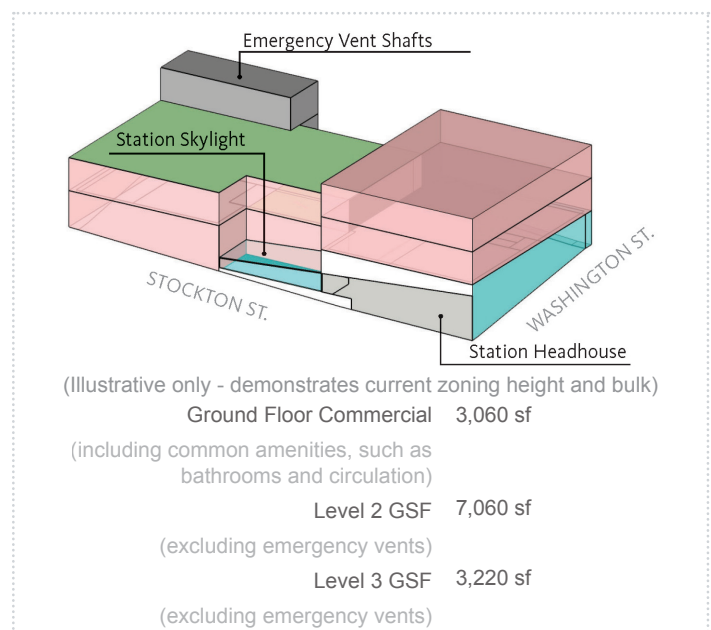 Emergency Vent Shafts
Station Skylight
STOCKTON ST.
WASHINGTON ST.
Station Headhouse
(Illustrative only - demonstrates current zoning height and bulk)
Ground Floor Commercial 3,060 sf
(including common amenities, such as
bathrooms and circulation)
Level 2 GSF 7,060 sf
(excluding emergency vents)
Level 3 GSF 3,220 sf
(excluding emergency vents)